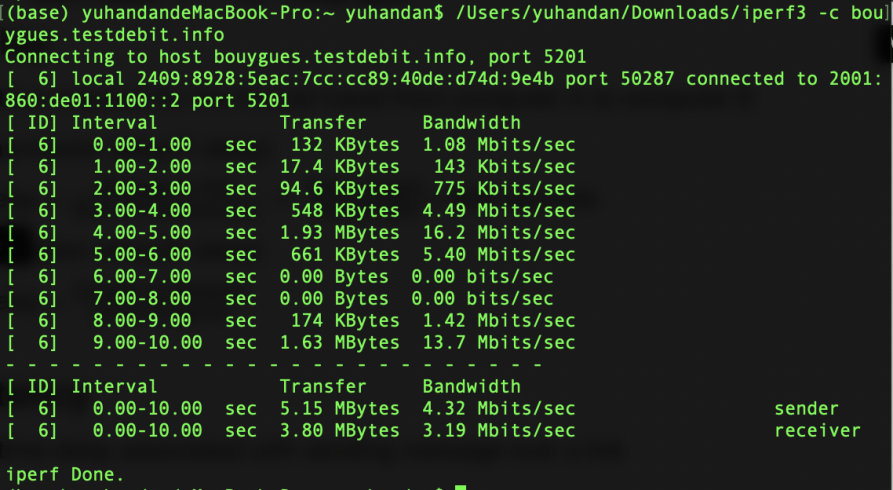 (base) yuhandandeMacBook-Pro:~ yuhandan$ /Users/yuhandan/Downloads/iperf3 -c bou
ygues.testdebit.info
Connecting to host bouygues.testdebit.info, port 5201
[  6] local 2409:8928:5eac:7cc:cc89:40de:d74d:9e4b port 50287 connected to 2001:
860:de01:1100::2 port 5201
[ ID] Interval           Transfer     Bandwidth
[  6]   0.00-1.00   sec   132 KBytes  1.08 Mbits/sec
[  6]   1.00-2.00   sec  17.4 KBytes   143 Kbits/sec
[  6]   2.00-3.00   sec  94.6 KBytes   775 Kbits/sec
[  6]   3.00-4.00   sec   548 KBytes  4.49 Mbits/sec
[  6]   4.00-5.00   sec  1.93 MBytes  16.2 Mbits/sec
[  6]   5.00-6.00   sec   661 KBytes  5.40 Mbits/sec
[  6]   6.00-7.00   sec  0.00 Bytes  0.00 bits/sec
[  6]   7.00-8.00   sec  0.00 Bytes  0.00 bits/sec
[  6]   8.00-9.00   sec   174 KBytes  1.42 Mbits/sec
[  6]   9.00-10.00  sec  1.63 MBytes  13.7 Mbits/sec
- - - - - - - - - - - - - - - - - - - - - - - - -
[ ID] Interval           Transfer     Bandwidth
[  6]   0.00-10.00  sec  5.15 MBytes  4.32 Mbits/sec                  sender
[  6]   0.00-10.00  sec  3.80 MBytes  3.19 Mbits/sec                  receiver
iperf Done.